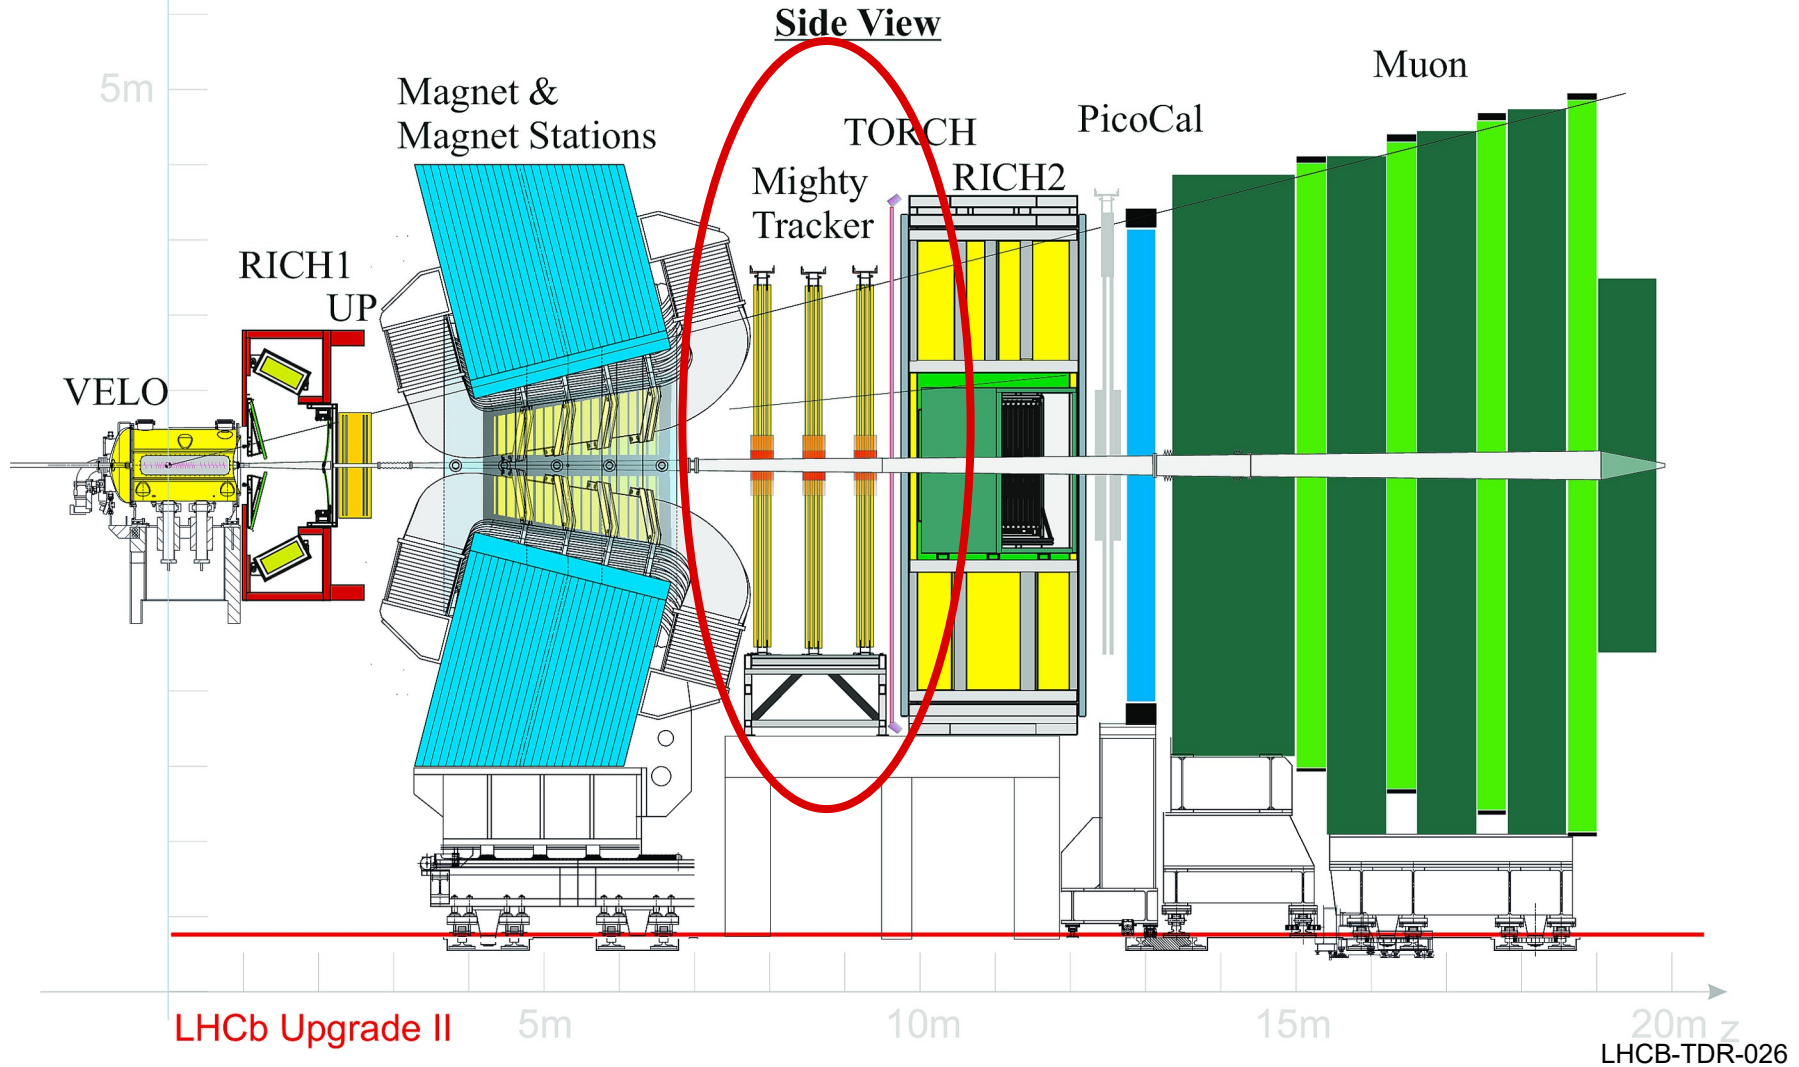 Side View
5m
Magnet &
Magnet Stations
Muon
PicoCal
TORCH
Mighty
Tracker
RICH2
RICH1
UP
VELO
LHCb Upgrade II
5m
10m
15m
20m
z
LHCB-TDR-026